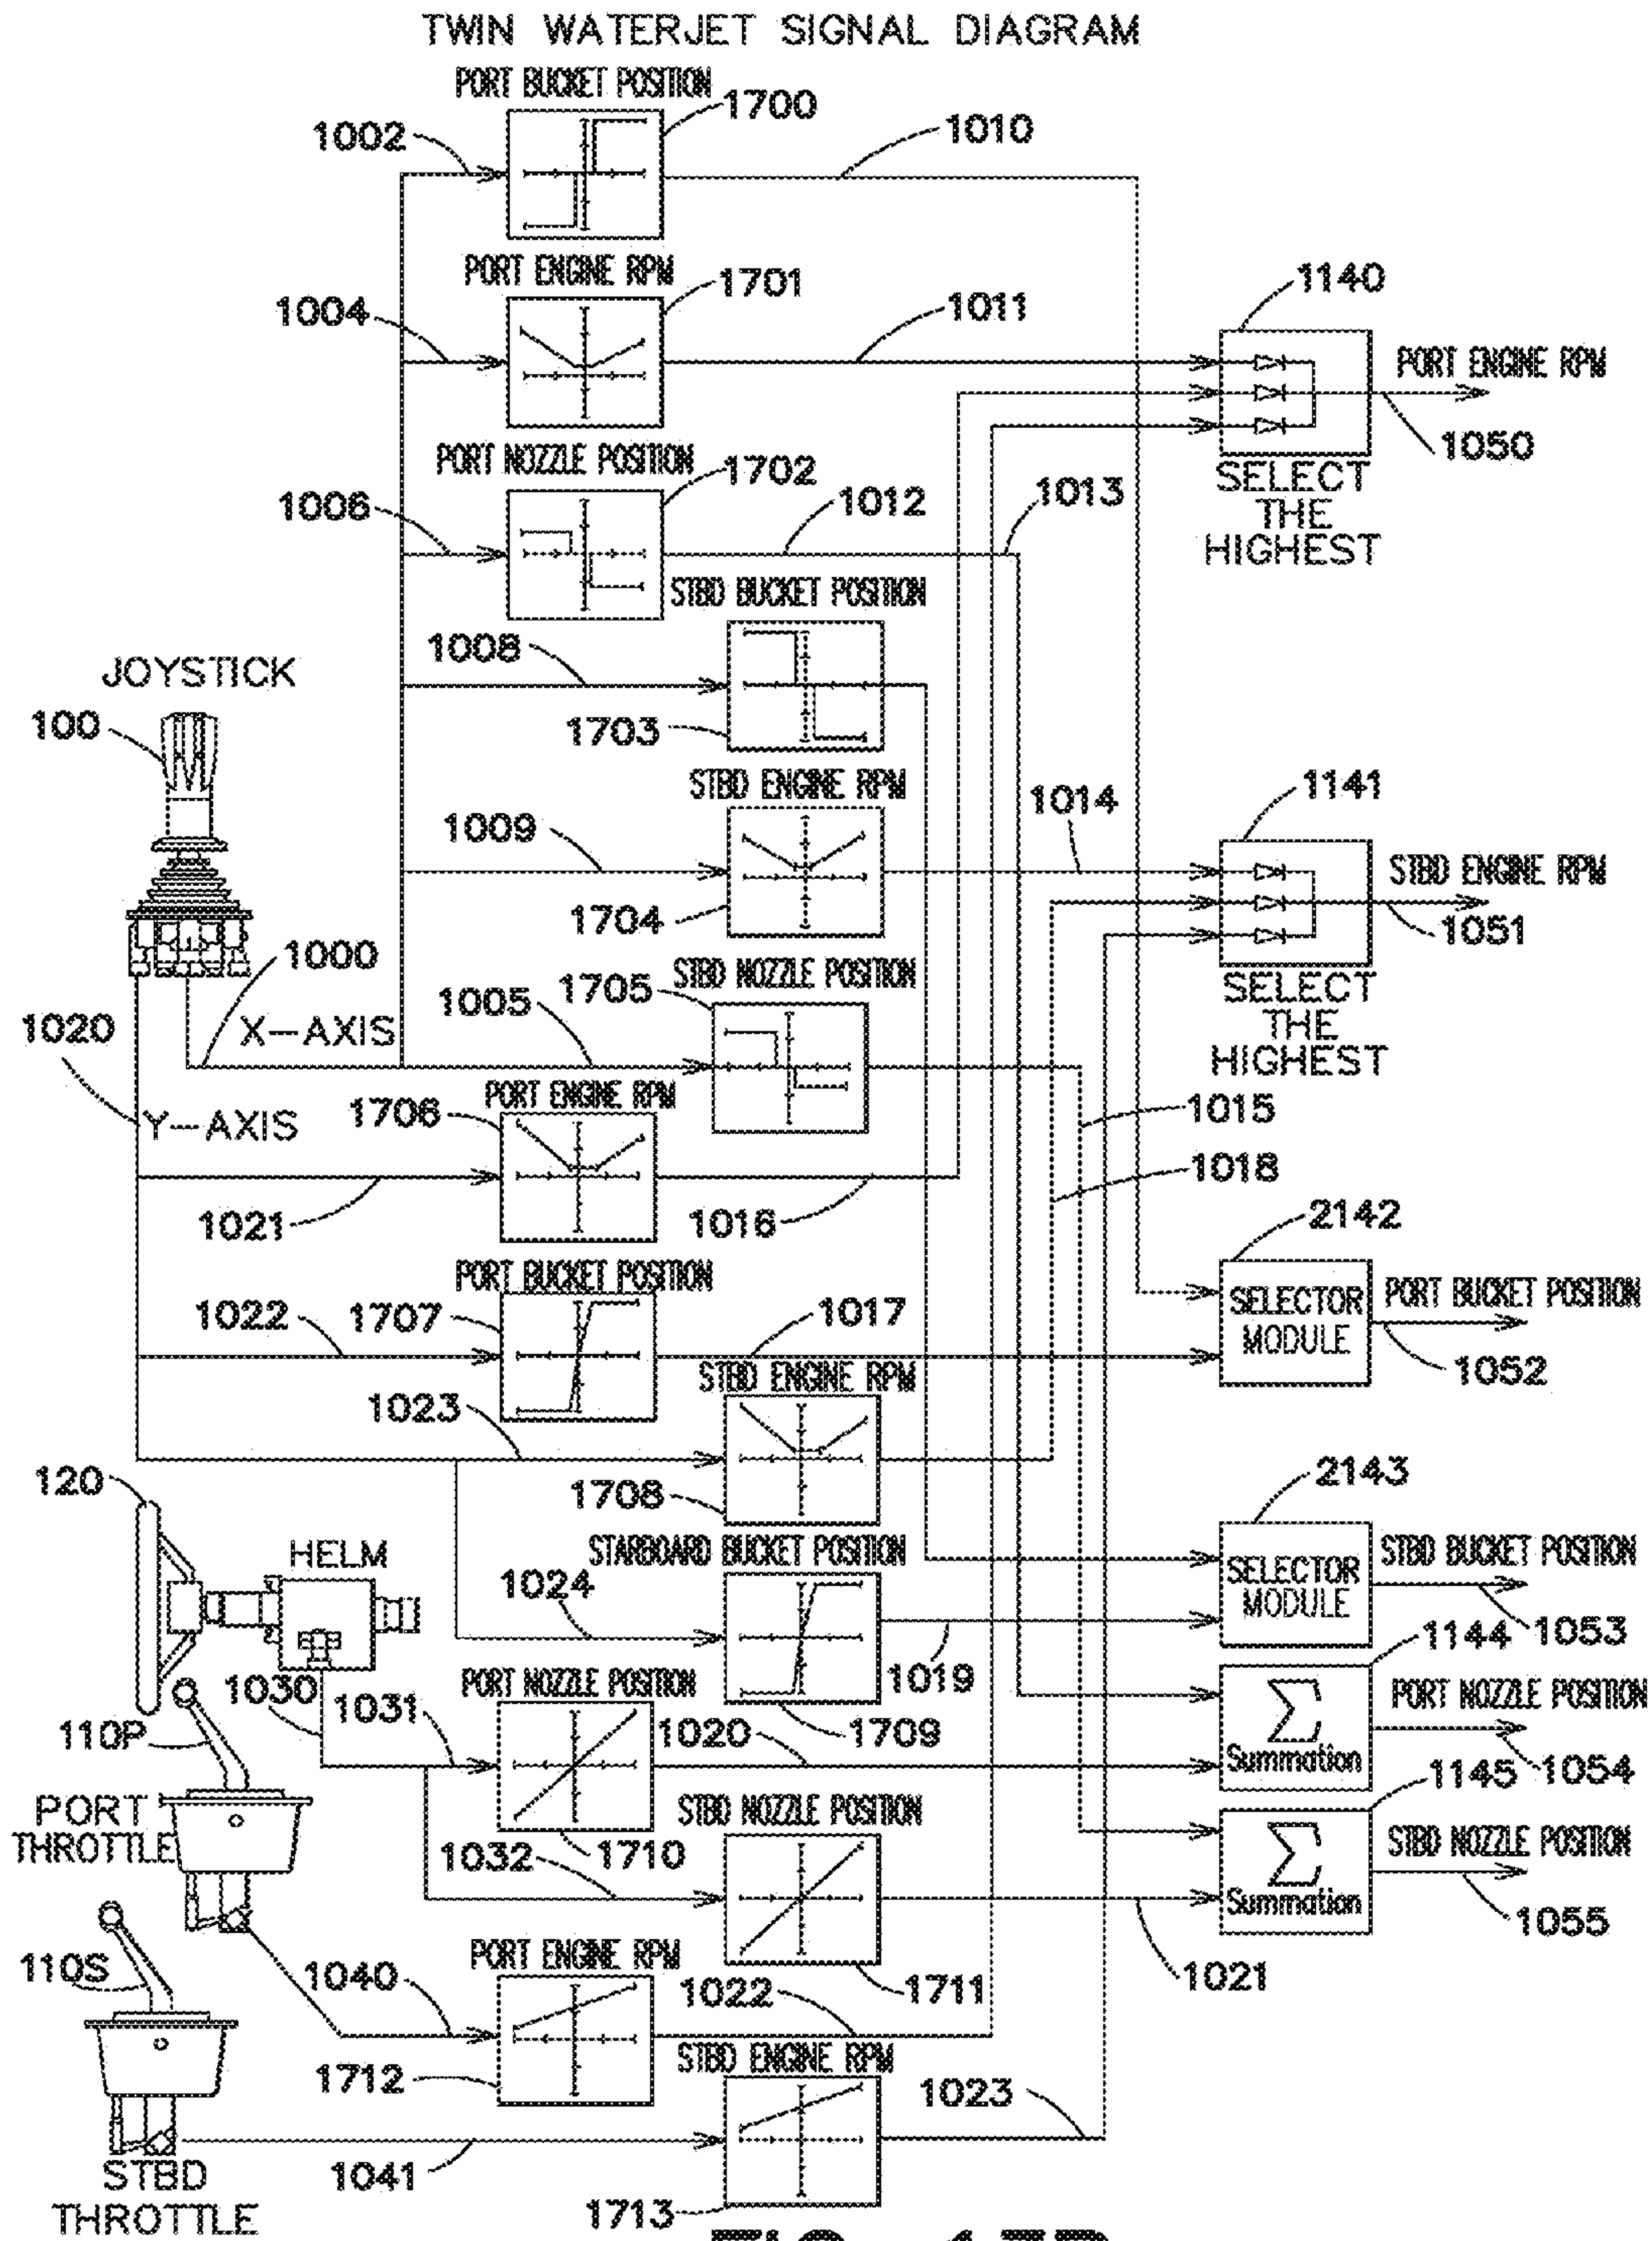 TWIN WATERJET SIGNAL DIAGRAM
PORT BUCKET POSITION
1700
1002
1010
PORT ENGINE RPM
1701
1004
1011
1140
PORT ENGINE RPM
1050
SELECT
THE
HIGHEST
PORT NOZZLE POSITION
1702
1006
1012
1013
STBD BUCKET POSITION
1008
1703
JOYSTICK
100
STBD ENGINE RPM
1009
1704
1014
1141
STBD ENGINE RPM
1051
SELECT
THE
HIGHEST
STBD NOZZLE POSITION
1705
1000
1005
1020
X-AXIS
Y-AXIS
PORT ENGINE RPM
1706
1015
1018
1021
1016
2142
PORT BUCKET POSITION
1022
1707
1017
SELECTOR
MODULE
PORT BUCKET POSITION
1052
STBD ENGINE RPM
1023
1708
120
HELM
2143
STARBOARD BUCKET POSITION
1024
SELECTOR
MODULE
STBD BUCKET POSITION
1053
1019
1709
1144
1030
1031
PORT NOZZLE POSITION
110P
1020
Σ
Summation
PORT NOZZLE POSITION
1054
1145
PORT
THROTTLE
1710
STBD NOZZLE POSITION
1032
Σ
Summation
STBD NOZZLE POSITION
1055
1711
1021
110S
PORT ENGINE RPM
1040
1022
1712
STBD ENGINE RPM
1023
1041
1713
STBD
THROTTLE